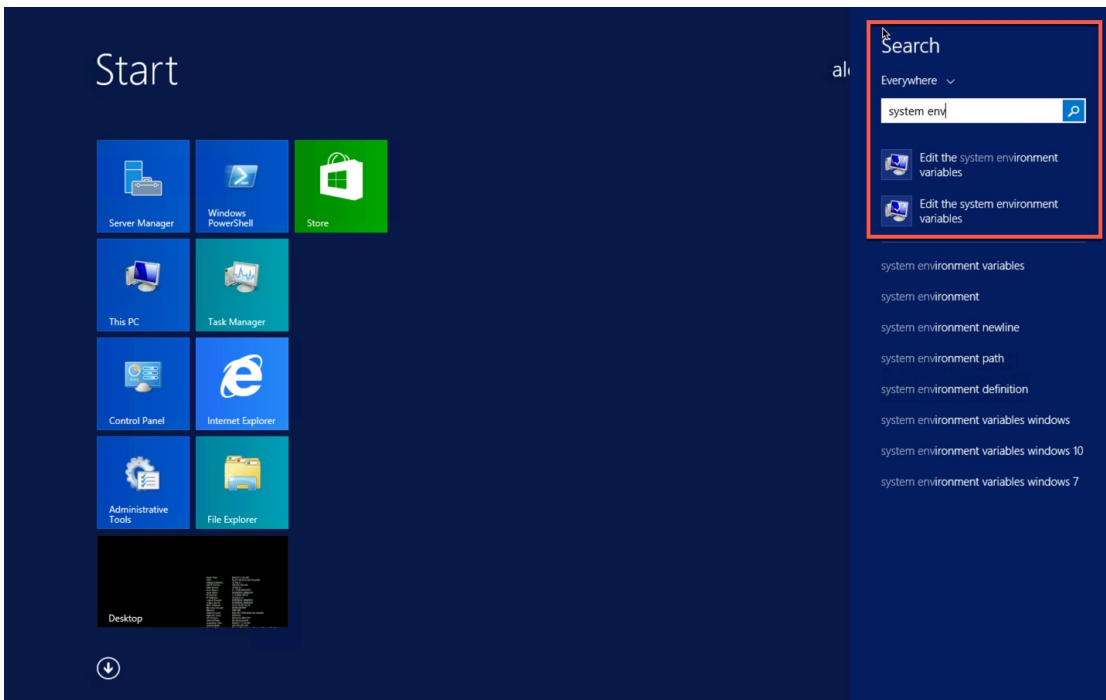 Start
al
Search
Everywhere
system env
Edit the system environment
variables
Edit the system environment
variables
system environment variables
system environment
system environment newline
system environment path
system environment definition
system environment variables windows
system environment variables windows 10
system environment variables windows 7
Server Manager
Windows
PowerShell
Store
This PC
Task Manager
Control Panel
Internet Explorer
Administrative
Tools
File Explorer
Desktop